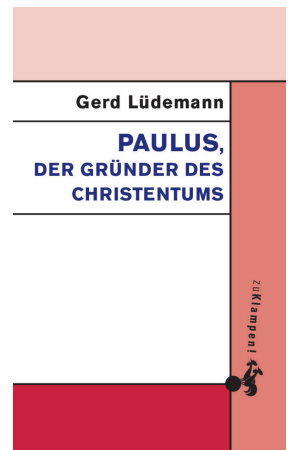 Gerd Lüdemann
PAULUS,
DER GRÜNDER DES
CHRISTENTUMS
zuKlampen!